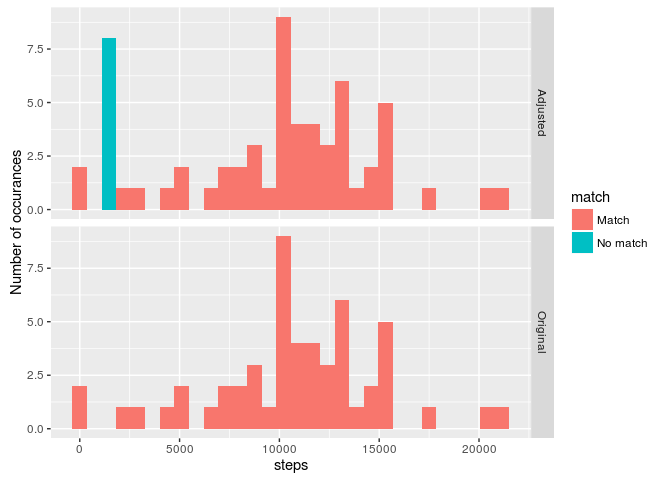 7.5
5.0
2.5
0.0
Adjusted
7.5
5.0
2.5
0.0
Original
Number of occurances
0 5000 10000 15000 20000
steps
match
Match
No match